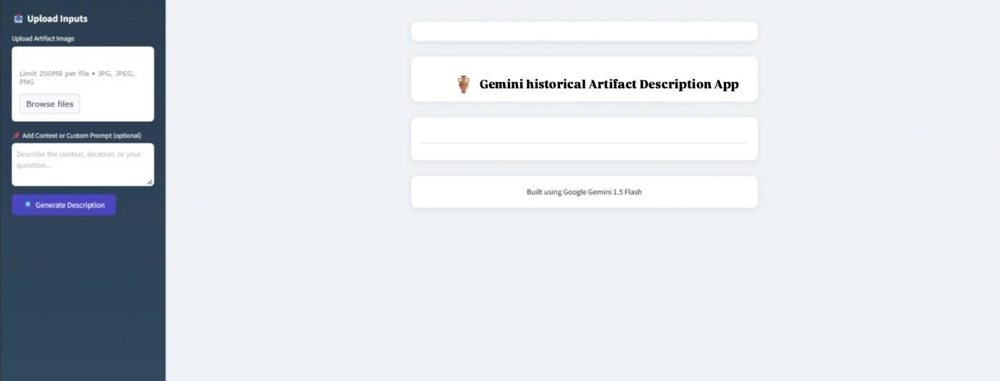 Upload Inputs
Upload Artifact Image
Limit 200MB per file • JPG, JPEG,
PNG
Browse files
Add Context or Custom Prompt (optional)
Describe the context, location, or your
question...
Generate Description
Gemini historical Artifact Description App
Built using Google Gemini 1.5 Flash